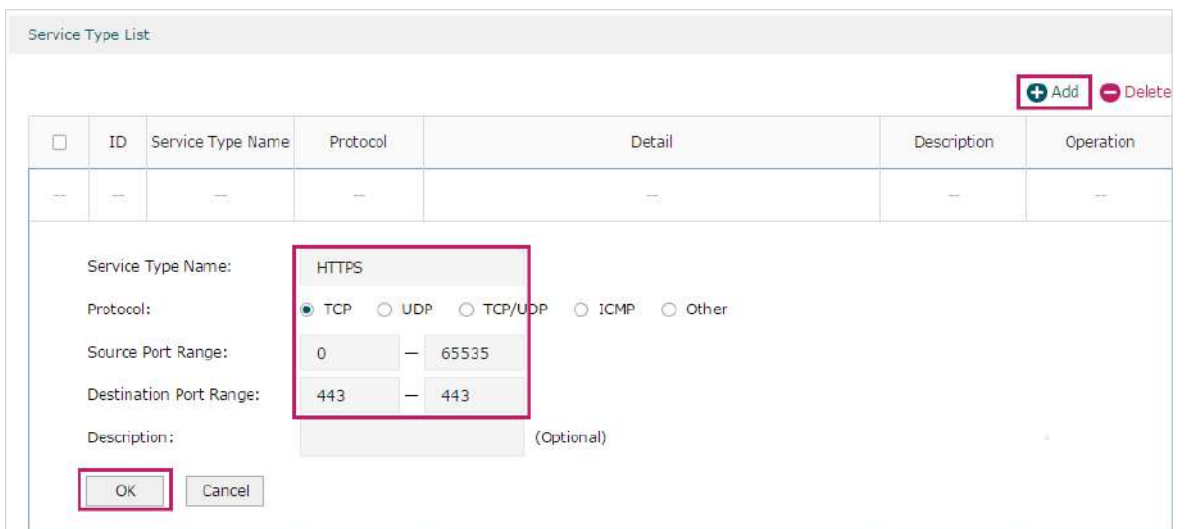 Service Type List
Add Delete
ID Service Type Name Protocol Detail Description Operation
-- -- -- -- -- -- --
Service Type Name: HTTPS
Protocol: TCP UDP TCP/UDP ICMP Other
Source Port Range: 0 — 65535
Destination Port Range: 443 — 443
Description: (Optional)
OK Cancel